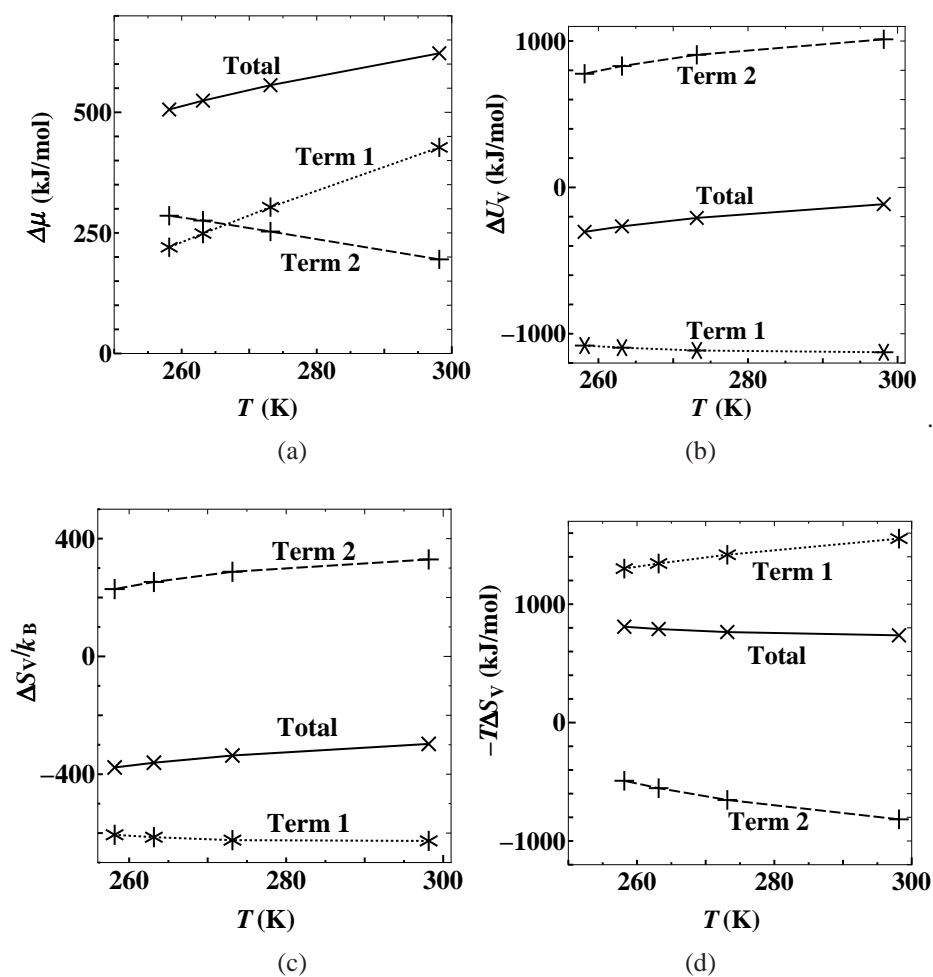 500
250
0
Δμ (kJ/mol)
Total
Term 1
Term 2
260
280
300
T (K)
(a)
1000
0
−1000
ΔU_V (kJ/mol)
Term 2
Total
Term 1
260
280
300
T (K)
(b)
.
400
0
−400
ΔS_V/k_B
Term 2
Total
Term 1
260
280
300
T (K)
(c)
1000
0
−1000
−TΔS_V (kJ/mol)
Term 1
Total
Term 2
260
280
300
T (K)
(d)